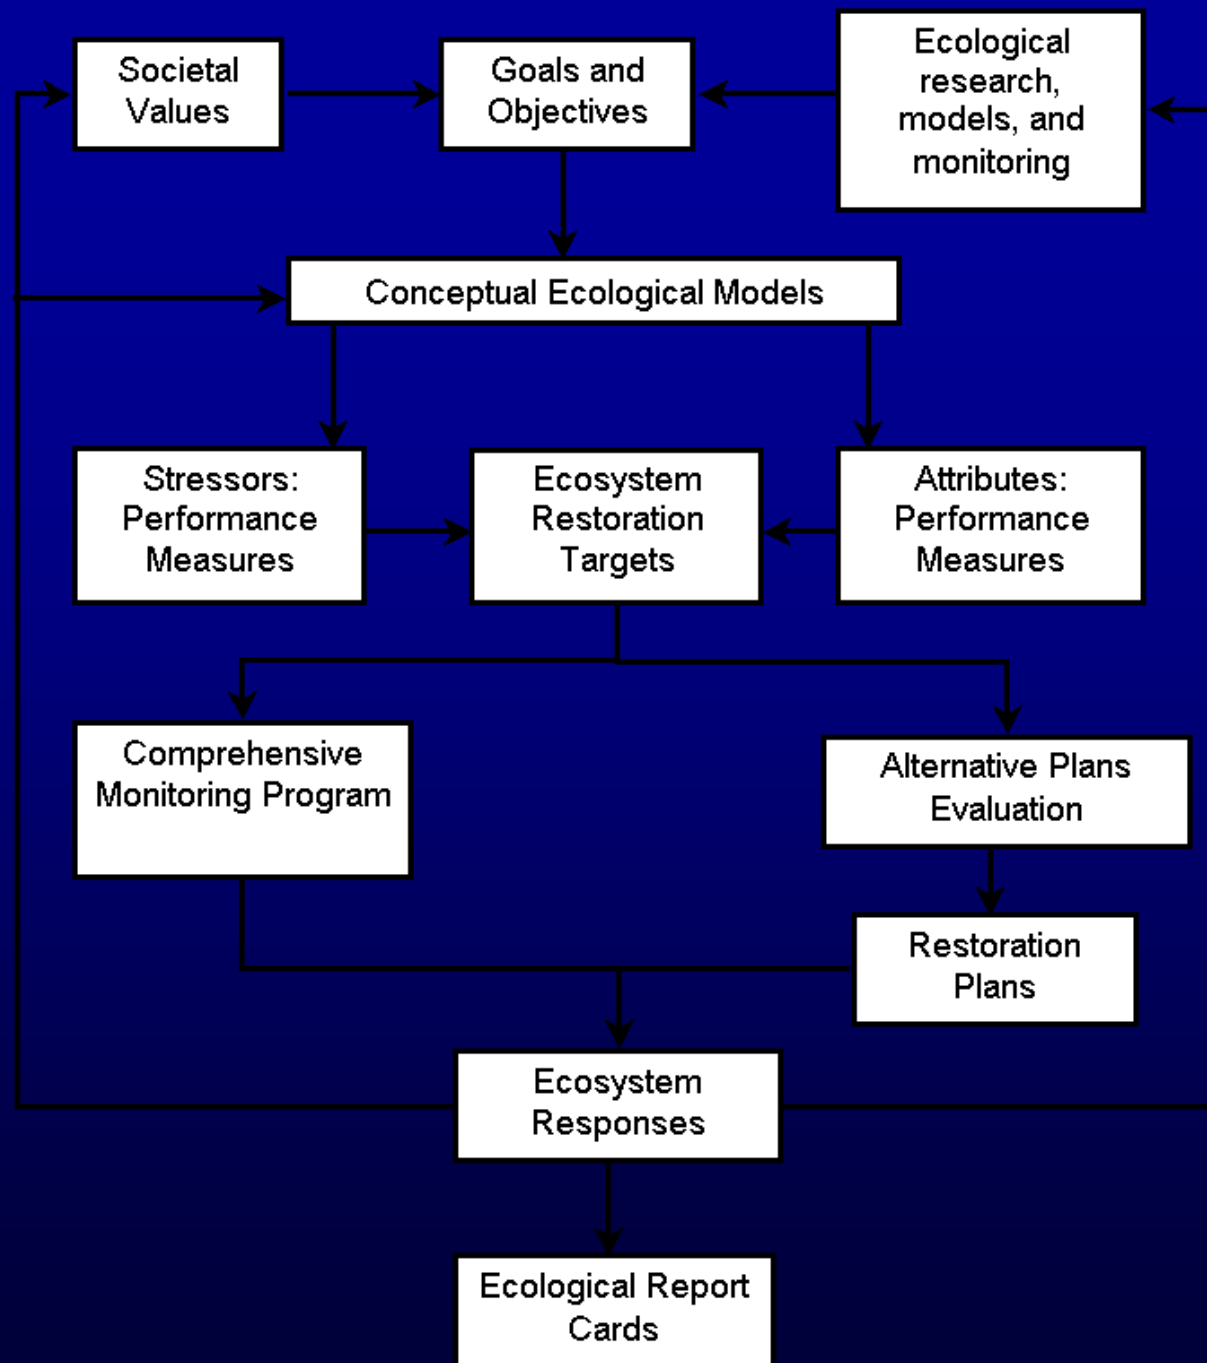 Societal
Values
Goals and
Objectives
Ecological
research,
models, and
monitoring
Conceptual Ecological Models
Stressors:
Performance
Measures
Ecosystem
Restoration
Targets
Attributes:
Performance
Measures
Comprehensive
Monitoring Program
Alternative Plans
Evaluation
Restoration
Plans
Ecosystem
Responses
Ecological Report
Cards